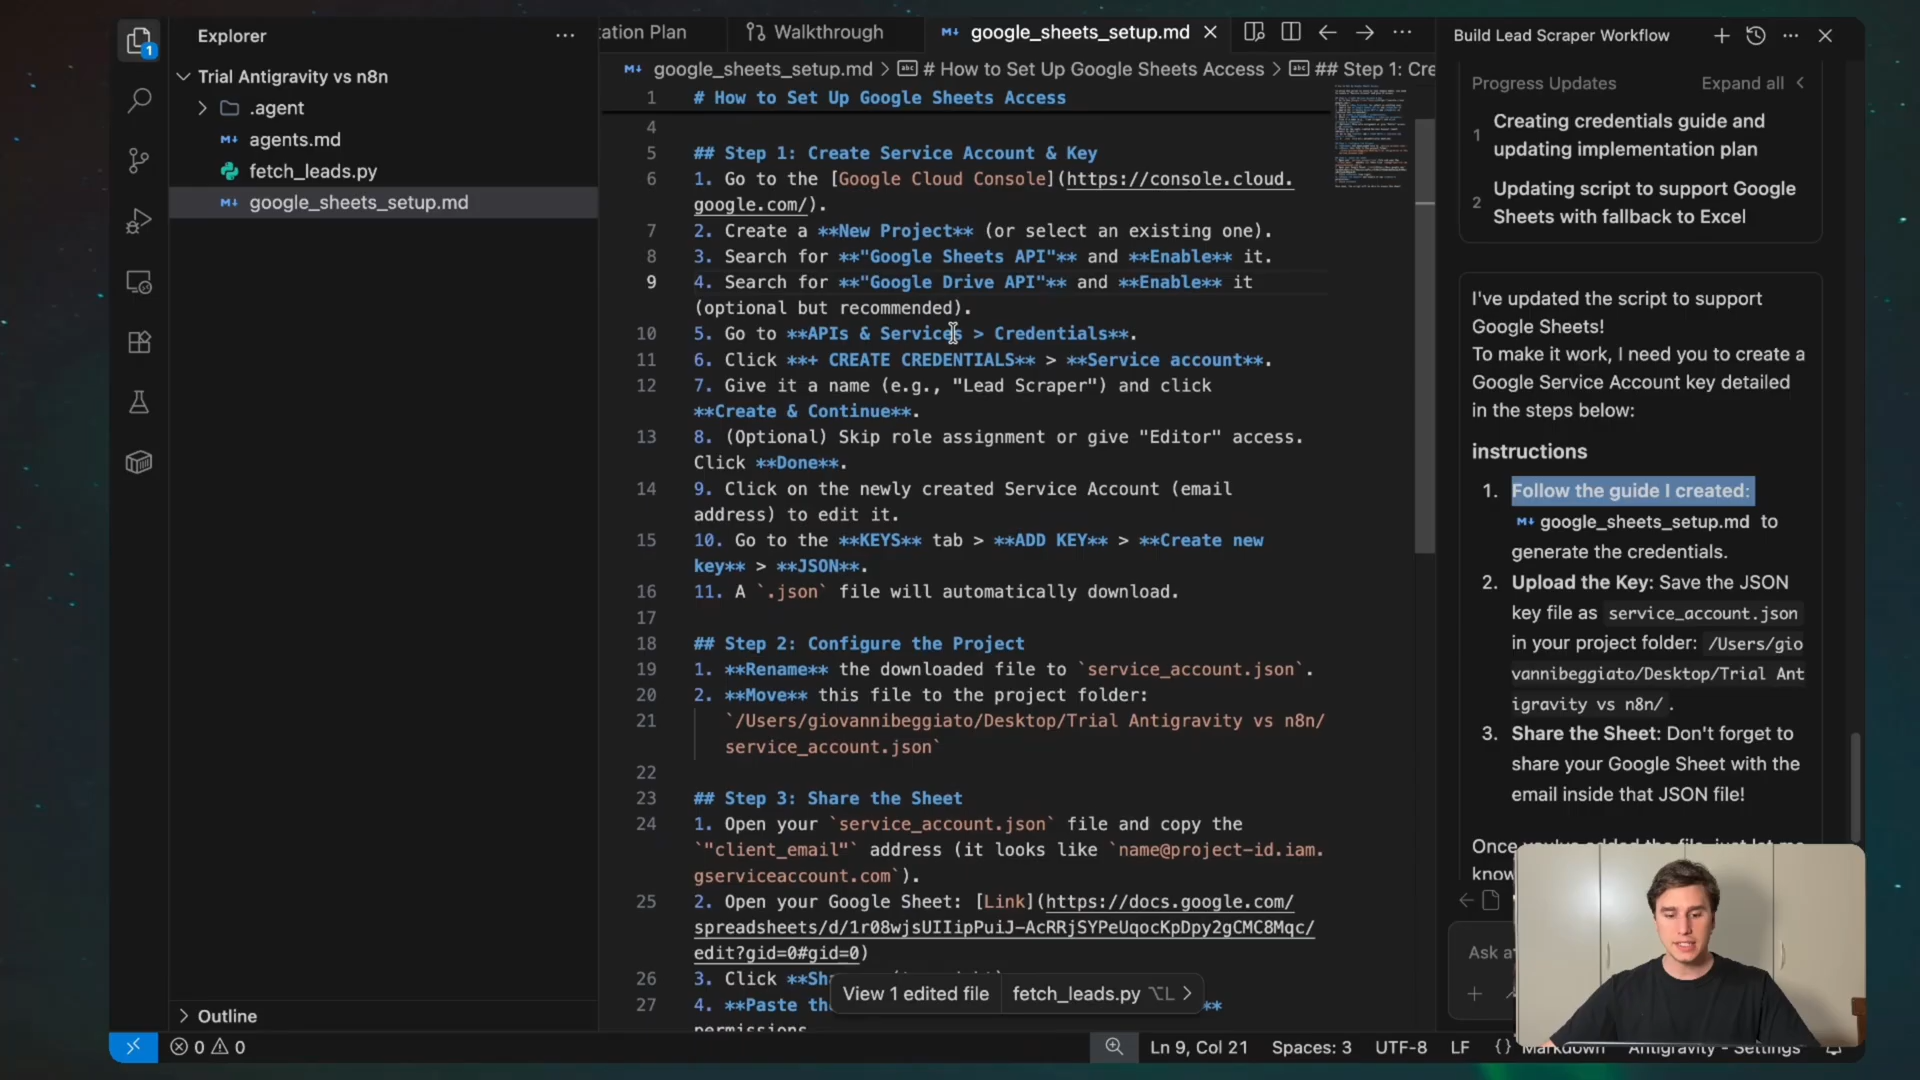 1
Explorer
Trial Antigravity vs n8n
.agent
agents.md
fetch_leads.py
google_sheets_setup.md
Outline
tation Plan
Walkthrough
google_sheets_setup.md
google_sheets_setup.md > # How to Set Up Google Sheets Access > ## Step 1: Cre
1 # How to Set Up Google Sheets Access
4
5 ## Step 1: Create Service Account & Key
6 1. Go to the [Google Cloud Console](https://console.cloud.
google.com/).
7 2. Create a **New Project** (or select an existing one).
8 3. Search for **"Google Sheets API"** and **Enable** it.
9 4. Search for **"Google Drive API"** and **Enable** it
(optional but recommended).
10 5. Go to **APIs & Services > Credentials**.
11 6. Click **+ CREATE CREDENTIALS** > **Service account**.
12 7. Give it a name (e.g., "Lead Scraper") and click
**Create & Continue**.
13 8. (Optional) Skip role assignment or give "Editor" access.
Click **Done**.
14 9. Click on the newly created Service Account (email
address) to edit it.
15 10. Go to the **KEYS** tab > **ADD KEY** > **Create new
key** > **JSON**.
16 11. A `.json` file will automatically download.
17
18 ## Step 2: Configure the Project
19 1. **Rename** the downloaded file to `service_account.json`.
20 2. **Move** this file to the project folder:
21 `/Users/giovannibeggiato/Desktop/Trial Antigravity vs n8n/
service_account.json`
22
23 ## Step 3: Share the Sheet
24 1. Open your `service_account.json` file and copy the
`"client_email"` address (it looks like `name@project-id.iam.
gserviceaccount.com`).
25 2. Open your Google Sheet: [Link](https://docs.google.com/
spreadsheets/d/1r08wjsUIIipPuiJ-AcRRjSYPeUqocKpDpy2gCMC8Mqc/
edit?gid=0#gid=0)
26 3. Click **Sh
27 4. **Paste th **
permissions
View 1 edited file
fetch_leads.py ⌥L >
Build Lead Scraper Workflow
Progress Updates
Expand all
1 Creating credentials guide and
updating implementation plan
2 Updating script to support Google
Sheets with fallback to Excel
I've updated the script to support
Google Sheets!
To make it work, I need you to create a
Google Service Account key detailed
in the steps below:
instructions
1. Follow the guide I created:
google_sheets_setup.md to
generate the credentials.
2. Upload the Key: Save the JSON
key file as service_account.json
in your project folder: /Users/gio
vannibeggiato/Desktop/Trial Ant
igravity vs n8n/ .
3. Share the Sheet: Don't forget to
share your Google Sheet with the
email inside that JSON file!
Once you've added the file, just let me
know
Ask a
0 0
Ln 9, Col 21
Spaces: 3
UTF-8
LF
{} Markdown
Antigravity - Settings